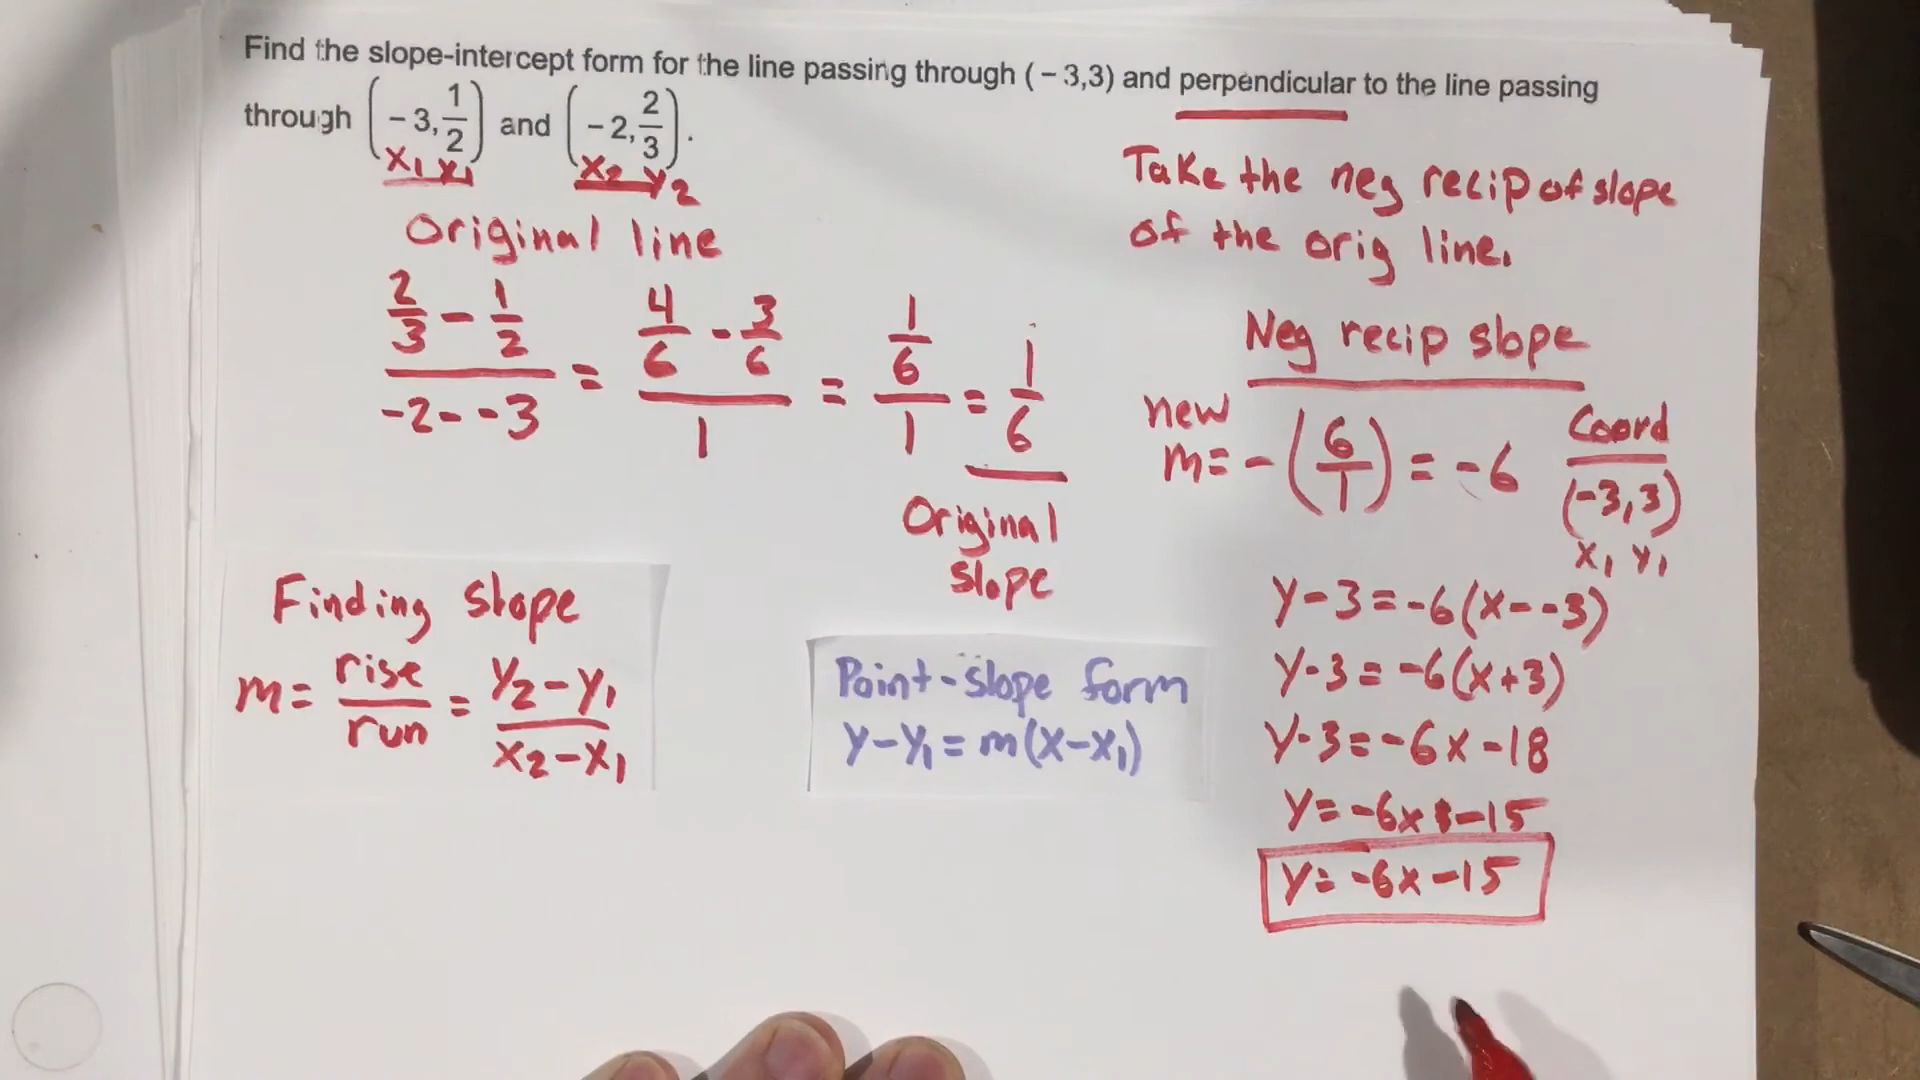 Find the slope-intercept form for the line passing through (-3,3) and perpendicular to the line passing
through (-3, 1/2) and (-2, 2/3).
x₁ y₁ x₂ y₂
Original line
(2/3 - 1/2)/(-2--3) = (4/6 - 3/6)/1 = (1/6)/1 = 1/6
Original
slope
Take the neg recip of slope
of the orig line.
Neg recip slope
new
m = -(6/1) = -6
Coord
(-3,3)
x₁ y₁
y-3=-6(x--3)
y-3=-6(x+3)
y-3=-6x-18
y=-6x-15
y=-6x-15
Finding slope
m = rise/run = (y₂-y₁)/(x₂-x₁)
Point-slope form
y-y₁=m(x-x₁)